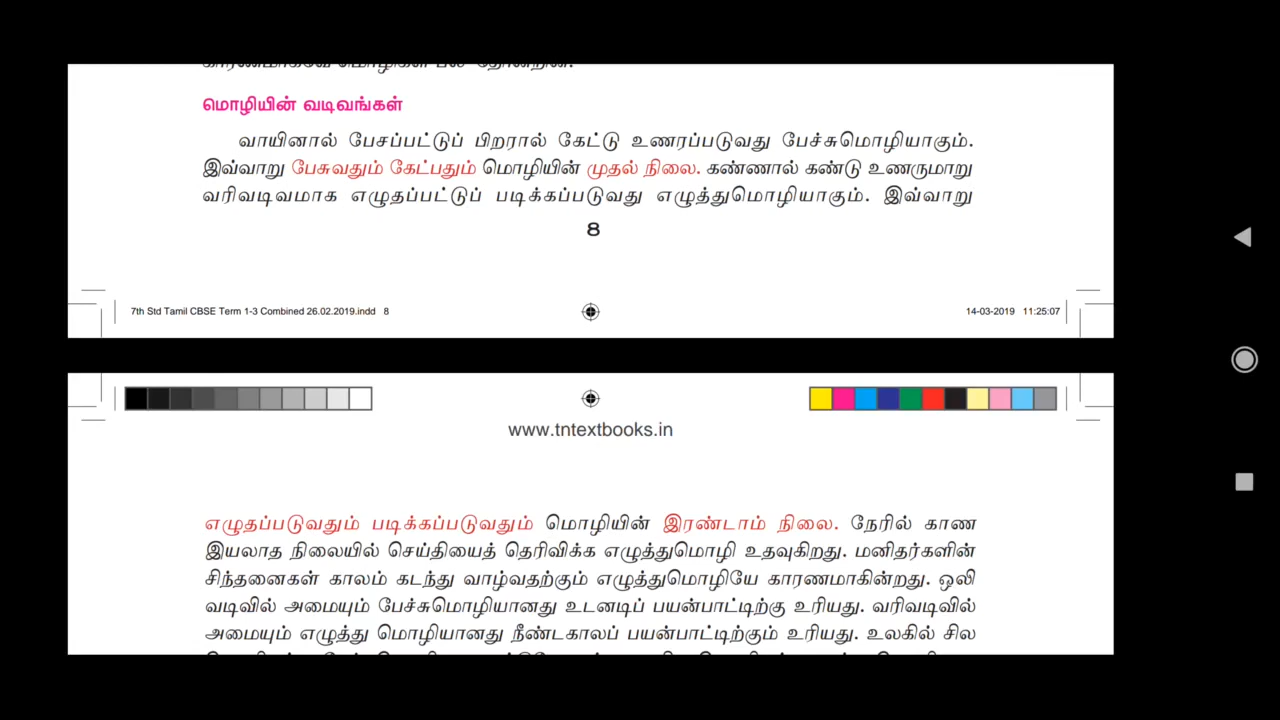 காரணமாகவே மொழிகள் பல தோன்றின.
மொழியின் வடிவங்கள்
வாயினால் பேசப்பட்டுப் பிறரால் கேட்டு உணரப்படுவது பேச்சுமொழியாகும்.
இவ்வாறு பேசுவதும் கேட்பதும் மொழியின் முதல் நிலை. கண்ணால் கண்டு உணருமாறு
வரிவடிவமாக எழுதப்பட்டுப் படிக்கப்படுவது எழுத்துமொழியாகும். இவ்வாறு
8
7th Std Tamil CBSE Term 1-3 Combined 26.02.2019.indd 8
14-03-2019 11:25:07
www.tntextbooks.in
எழுதப்படுவதும் படிக்கப்படுவதும் மொழியின் இரண்டாம் நிலை. நேரில் காண
இயலாத நிலையில் செய்தியைத் தெரிவிக்க எழுத்துமொழி உதவுகிறது. மனிதர்களின்
சிந்தனைகள் காலம் கடந்து வாழ்வதற்கும் எழுத்துமொழியே காரணமாகின்றது. ஒலி
வடிவில் அமையும் பேச்சுமொழியானது உடனடிப் பயன்பாட்டிற்கு உரியது. வரிவடிவில்
அமையும் எழுத்து மொழியானது நீண்டகாலப் பயன்பாட்டிற்கும் உரியது. உலகில் சில